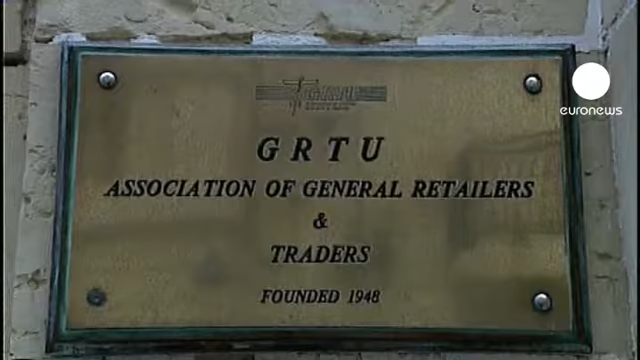 GRTU
ASSOCIATION OF GENERAL RETAILERS
&
TRADERS
FOUNDED 1948
euronews